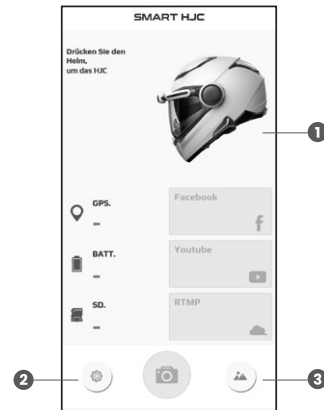 SMART HJC
Drücken Sie den
Helm,
um das HJC
1
GPS.
–
Facebook
BATT.
–
Youtube
SD.
–
RTMP
2
3